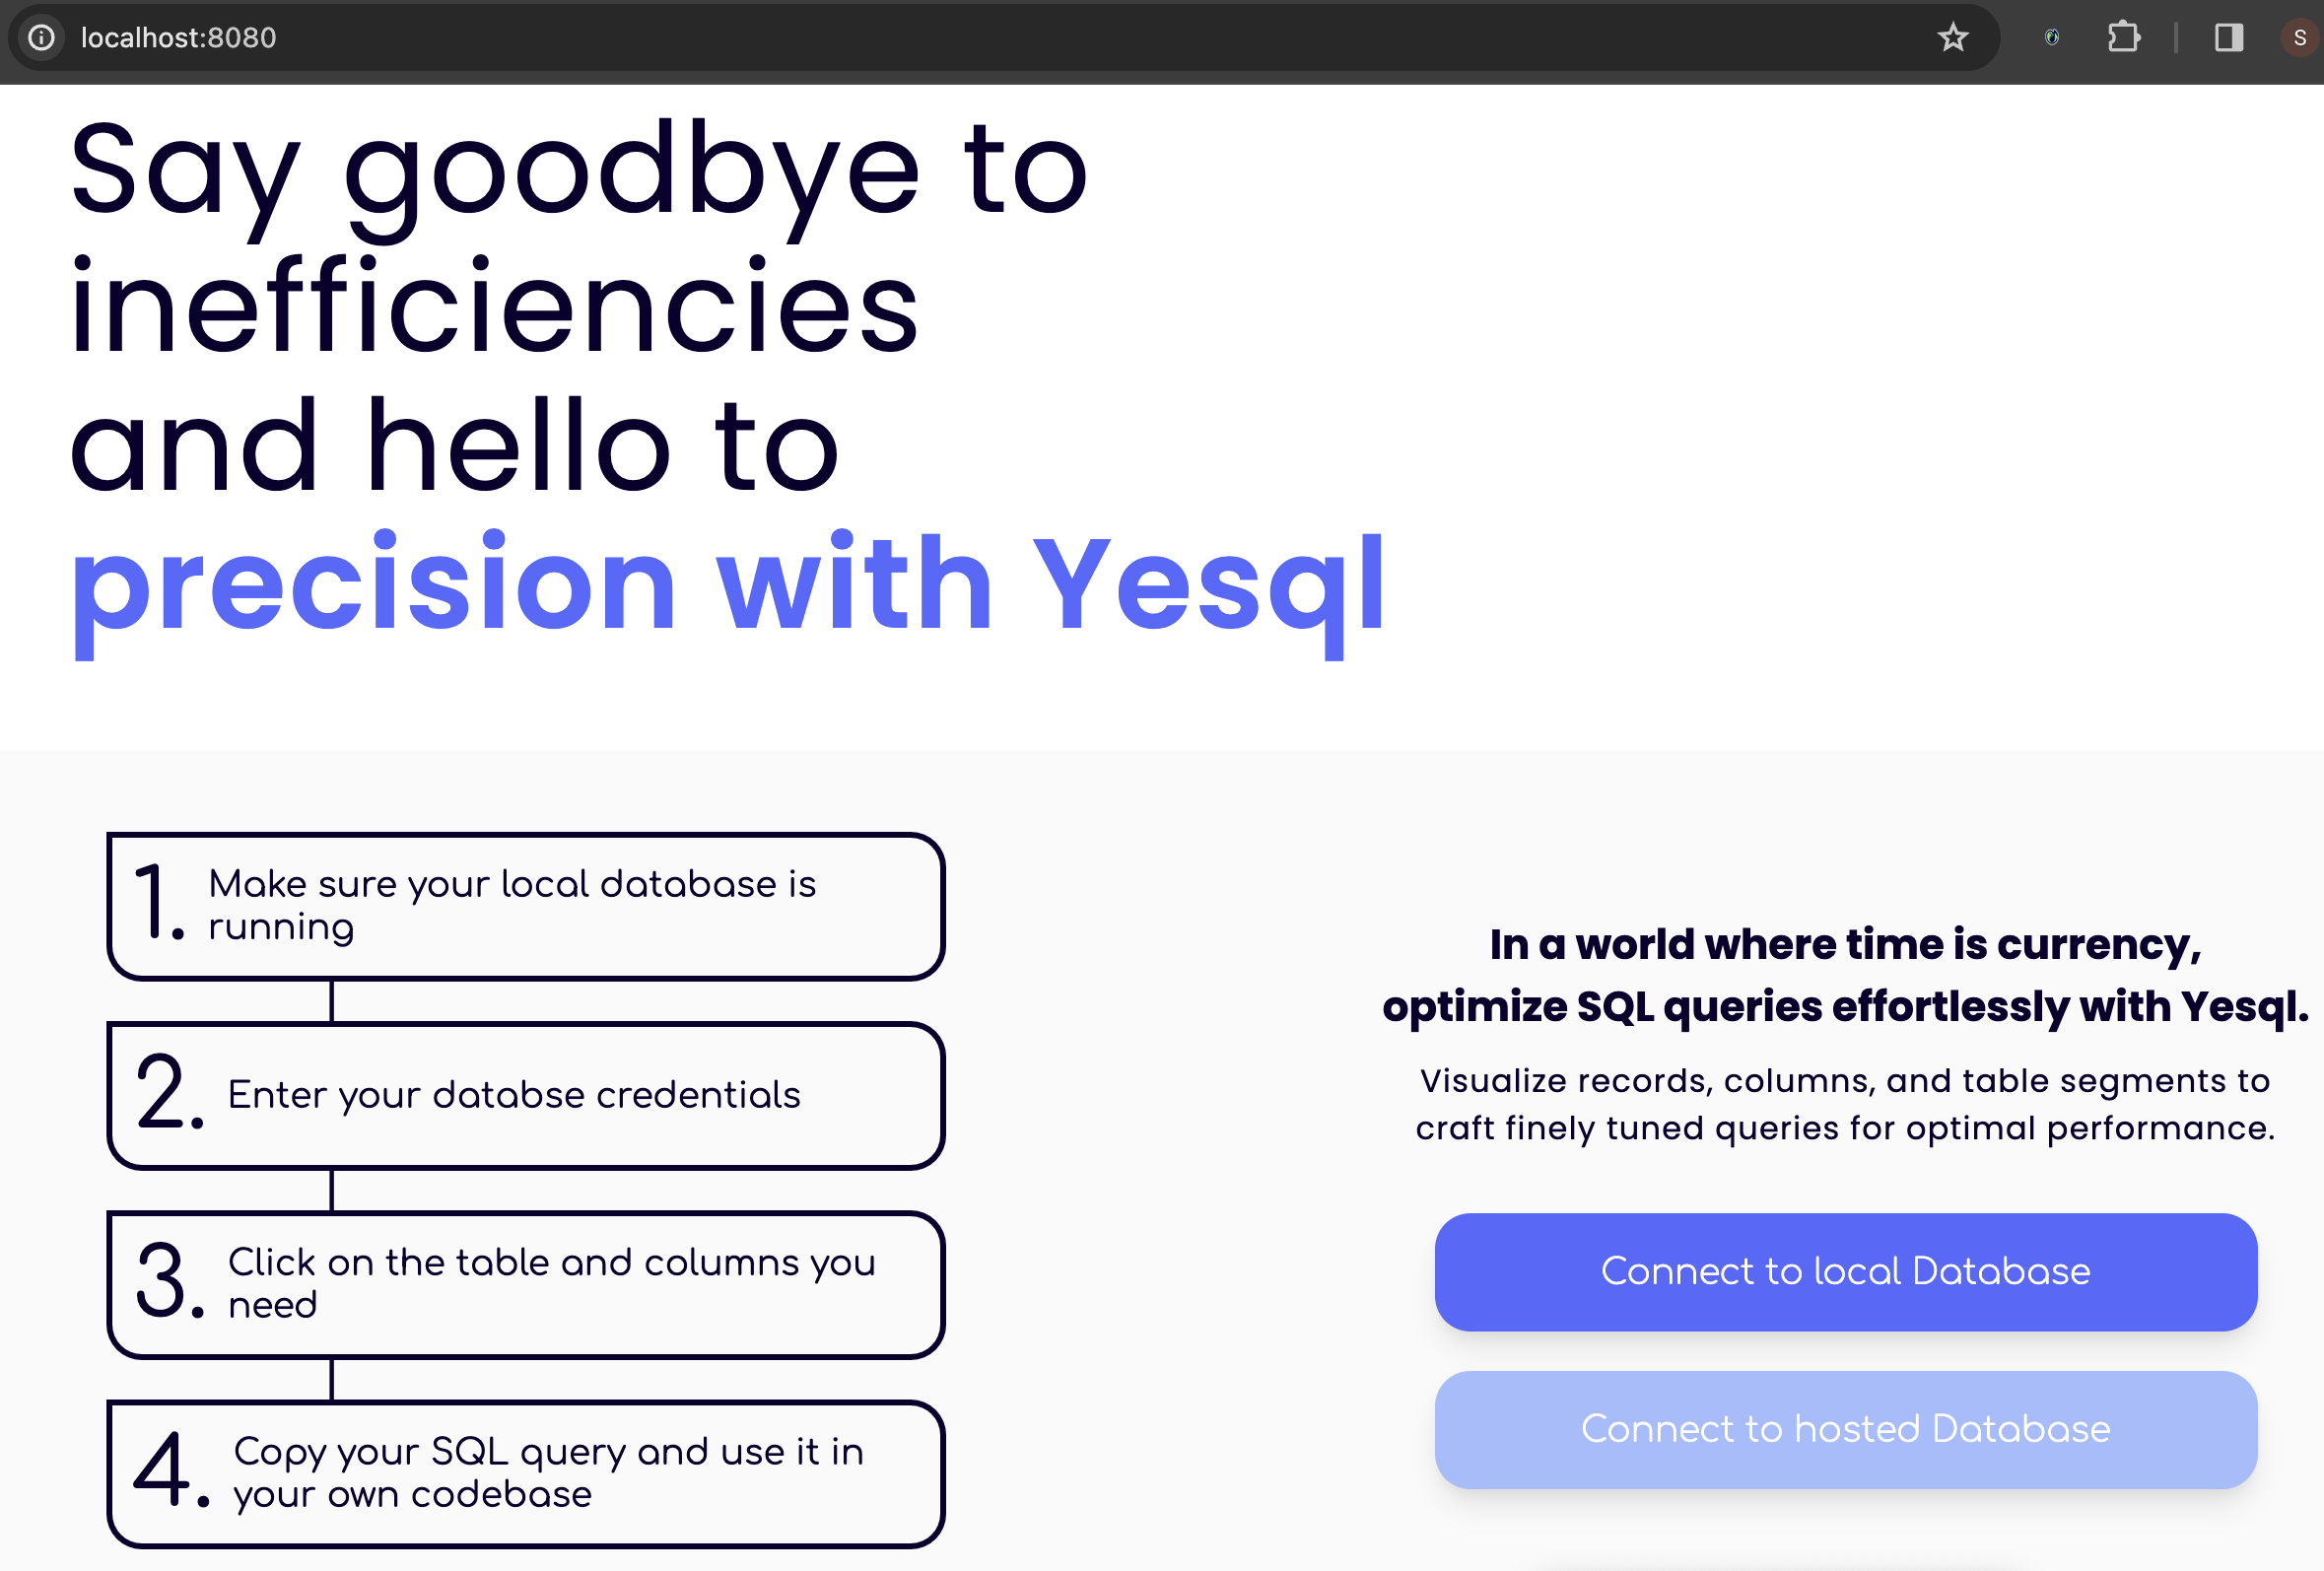 localhost:8080
S
Say goodbye to
inefficiencies
and hello to
precision with Yesql
1. Make sure your local database is
running
2. Enter your databse credentials
3. Click on the table and columns you
need
4. Copy your SQL query and use it in
your own codebase
In a world where time is currency,
optimize SQL queries effortlessly with Yesql.
Visualize records, columns, and table segments to
craft finely tuned queries for optimal performance.
Connect to local Database
Connect to hosted Database